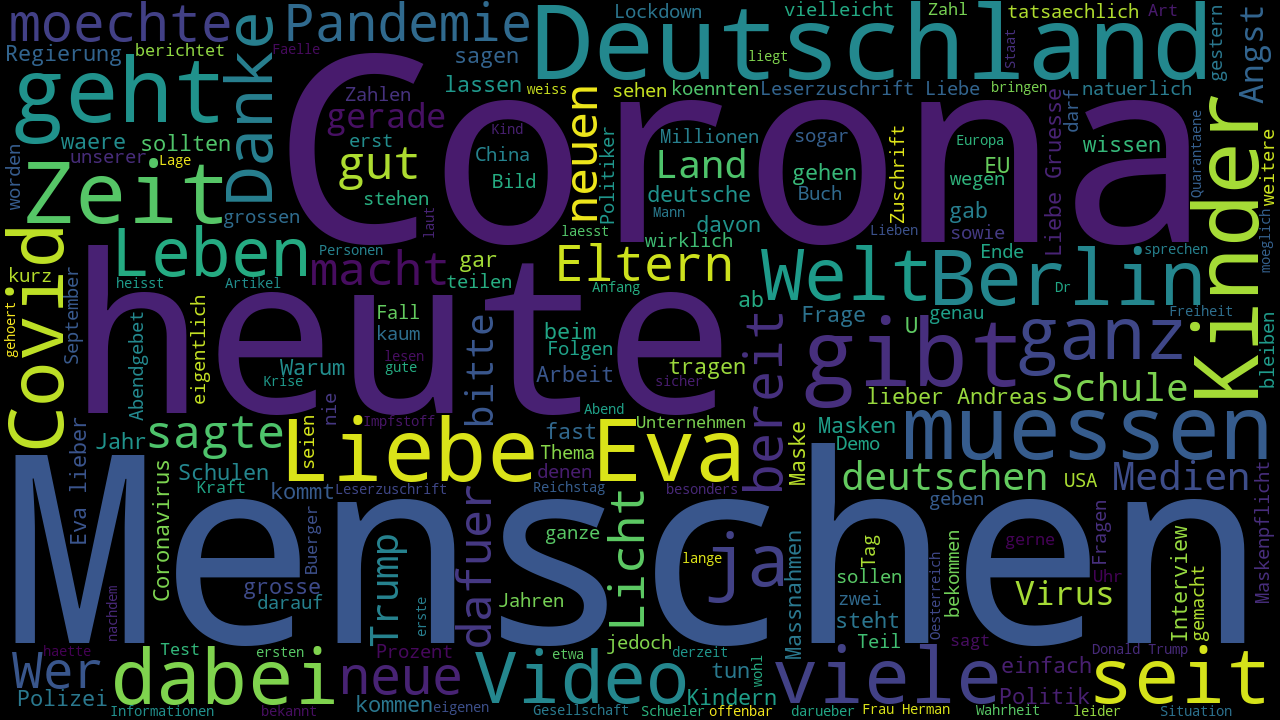 moechte
Pandemie
Deutschland
Lockdown
vielleicht
Zahl
tatsaechlich
Art
gestern
Angst
Regierung
berichtet
Danke
Faelle
sagen
liegt
staat
geht
lassen
weiss
sehen
koennten
Leserzuschrift Liebe
bringen
natuerlich
Zahlen
Corona
darf
gerade
neuen
waere
sollten
erst
Kind
Politiker
Millionen
sogar
Zuschrift
Europa
wissen
Quarantaene
weitere
worden
unserer
Lage
gut
China
Land
gehen
EU
Liebe Gruesse
Zeit
stehen
Bild
deutsche
Buch
wegen
Kinder
grossen
laut
Mann
davon
gab
laesst
Lieben
sowie
Covid
Leben
Personen
gar
Eltern
wirklich
Welt
Ende
Berlin
sprechen
moeglich
kurz
heisst
Artikel
macht
teilen
Anfang
ab
Dr
September
heute
gehoert
Abendgebet
eigentlich
Fall
kaum
bitte
beim
Folgen
bereit
Frage
U
genau
Freiheit
gibt
ganz
bleiben
Warum
Krise
lesen
gute
Arbeit
tragen
sicher
lieber Andreas
Schule
nie
Impfstoff
Abend
Unternehmen
Masken
muessen
Eva lieber
Jahr
sagte
seien
Liebe Eva
fast
Thema
Maske
Demo
Schulen
Kraft
kommt
Leserzuschrift
denen
Reichstag
besonders
deutschen
USA
Medien
Coronavirus
Menschen
Buerger
dafuer
Licht
geben
Maskenpflicht
Trump
ganze
lange
ja
Massnahmen
Tag
Oesterreich
bekommen
gerne
Fragen
Interview
grosse
darauf
nachdem
erste
Jahren
sollen
zwei
Virus
Uhr
gemacht
steht
jedoch
Teil
sagt
Wer
haette
Test
ersten
Prozent
etwa
derzeit
tun
wohl
Donald Trump
dabei
neue
Video
viele
einfach
seit
Polizei
kommen
Kindern
Politik
Informationen
bekannt
eigenen
Gesellschaft
Schueler
offenbar
darueber
Frau Herman
Wahrheit
leider
Situation